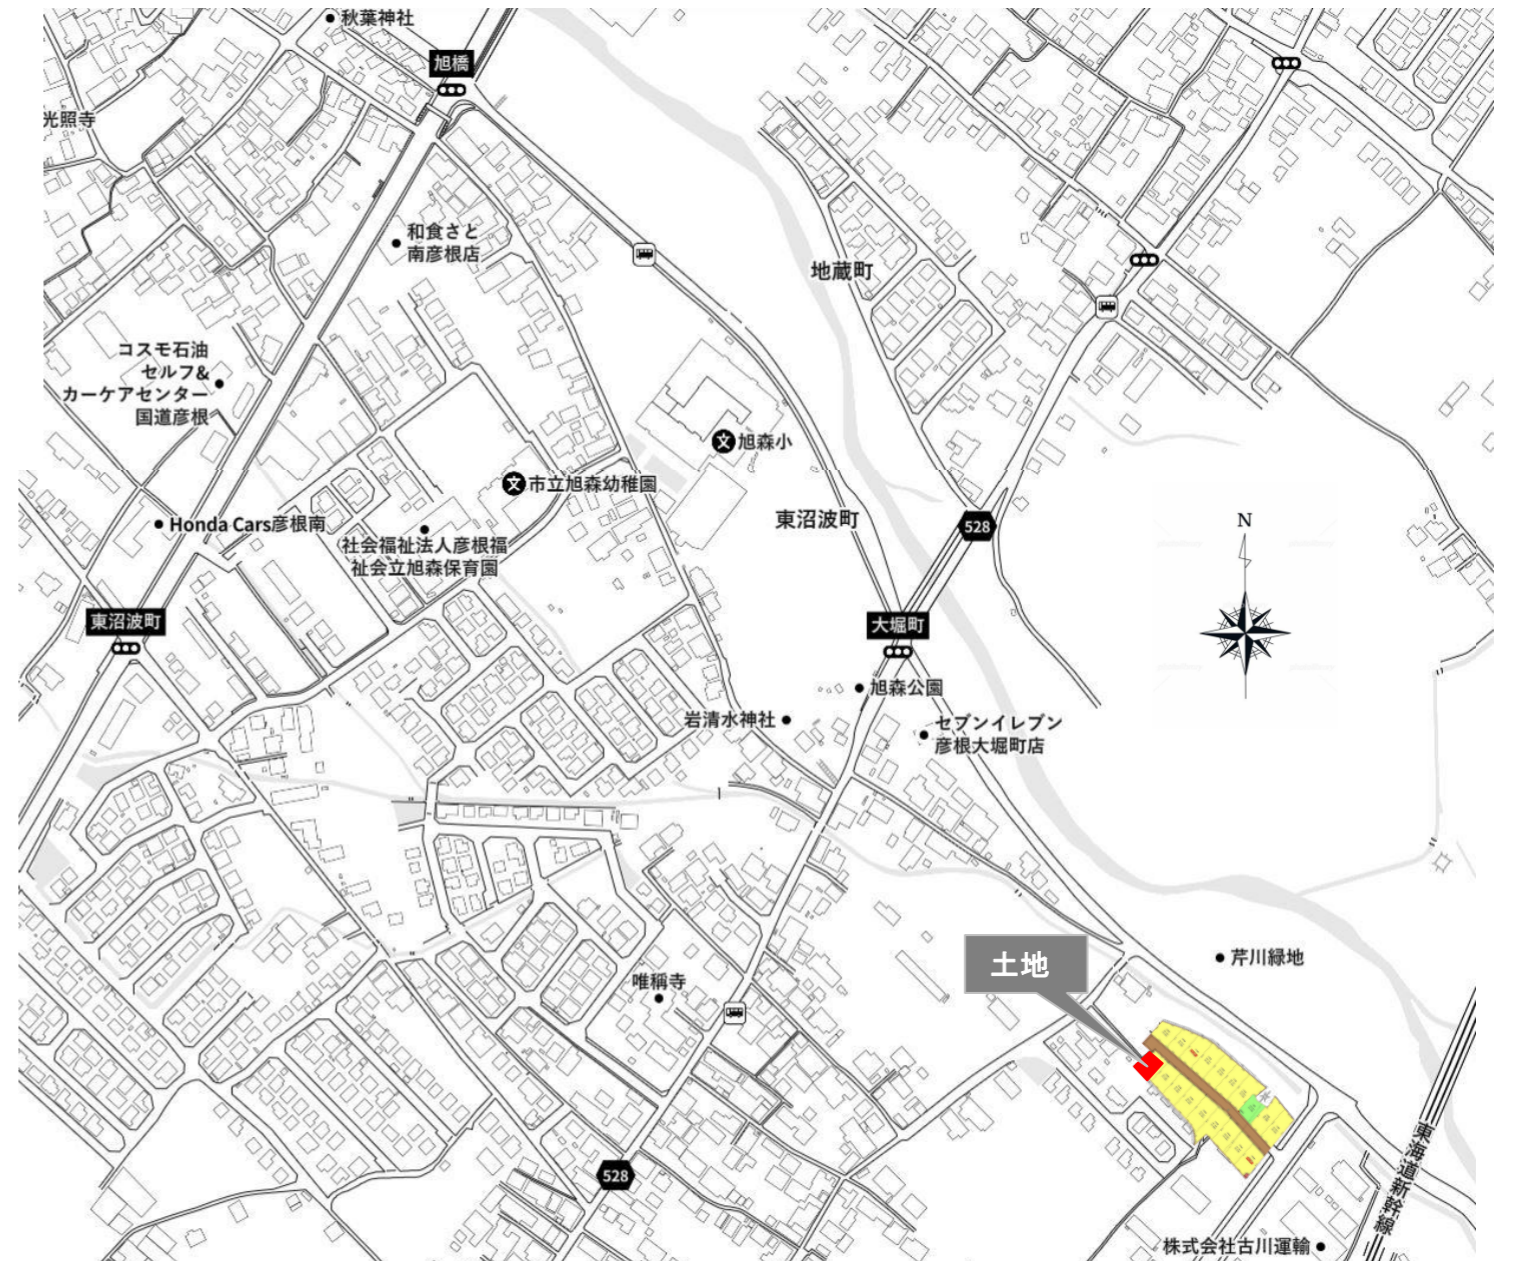 秋葉神社
旭橋
光照寺
和食さと
南彦根店
地蔵町
コスモ石油
セルフ&
カーケアセンター
国道彦根
旭森小
市立旭森幼稚園
Honda Cars彦根南
社会福祉法人彦根福
祉会立旭森保育園
東沼波町
528
N
東沼波町
大堀町
旭森公園
岩清水神社
セブンイレブン
彦根大堀町店
土地
芹川緑地
唯稱寺
528
東海道新幹線
株式会社古川運輸